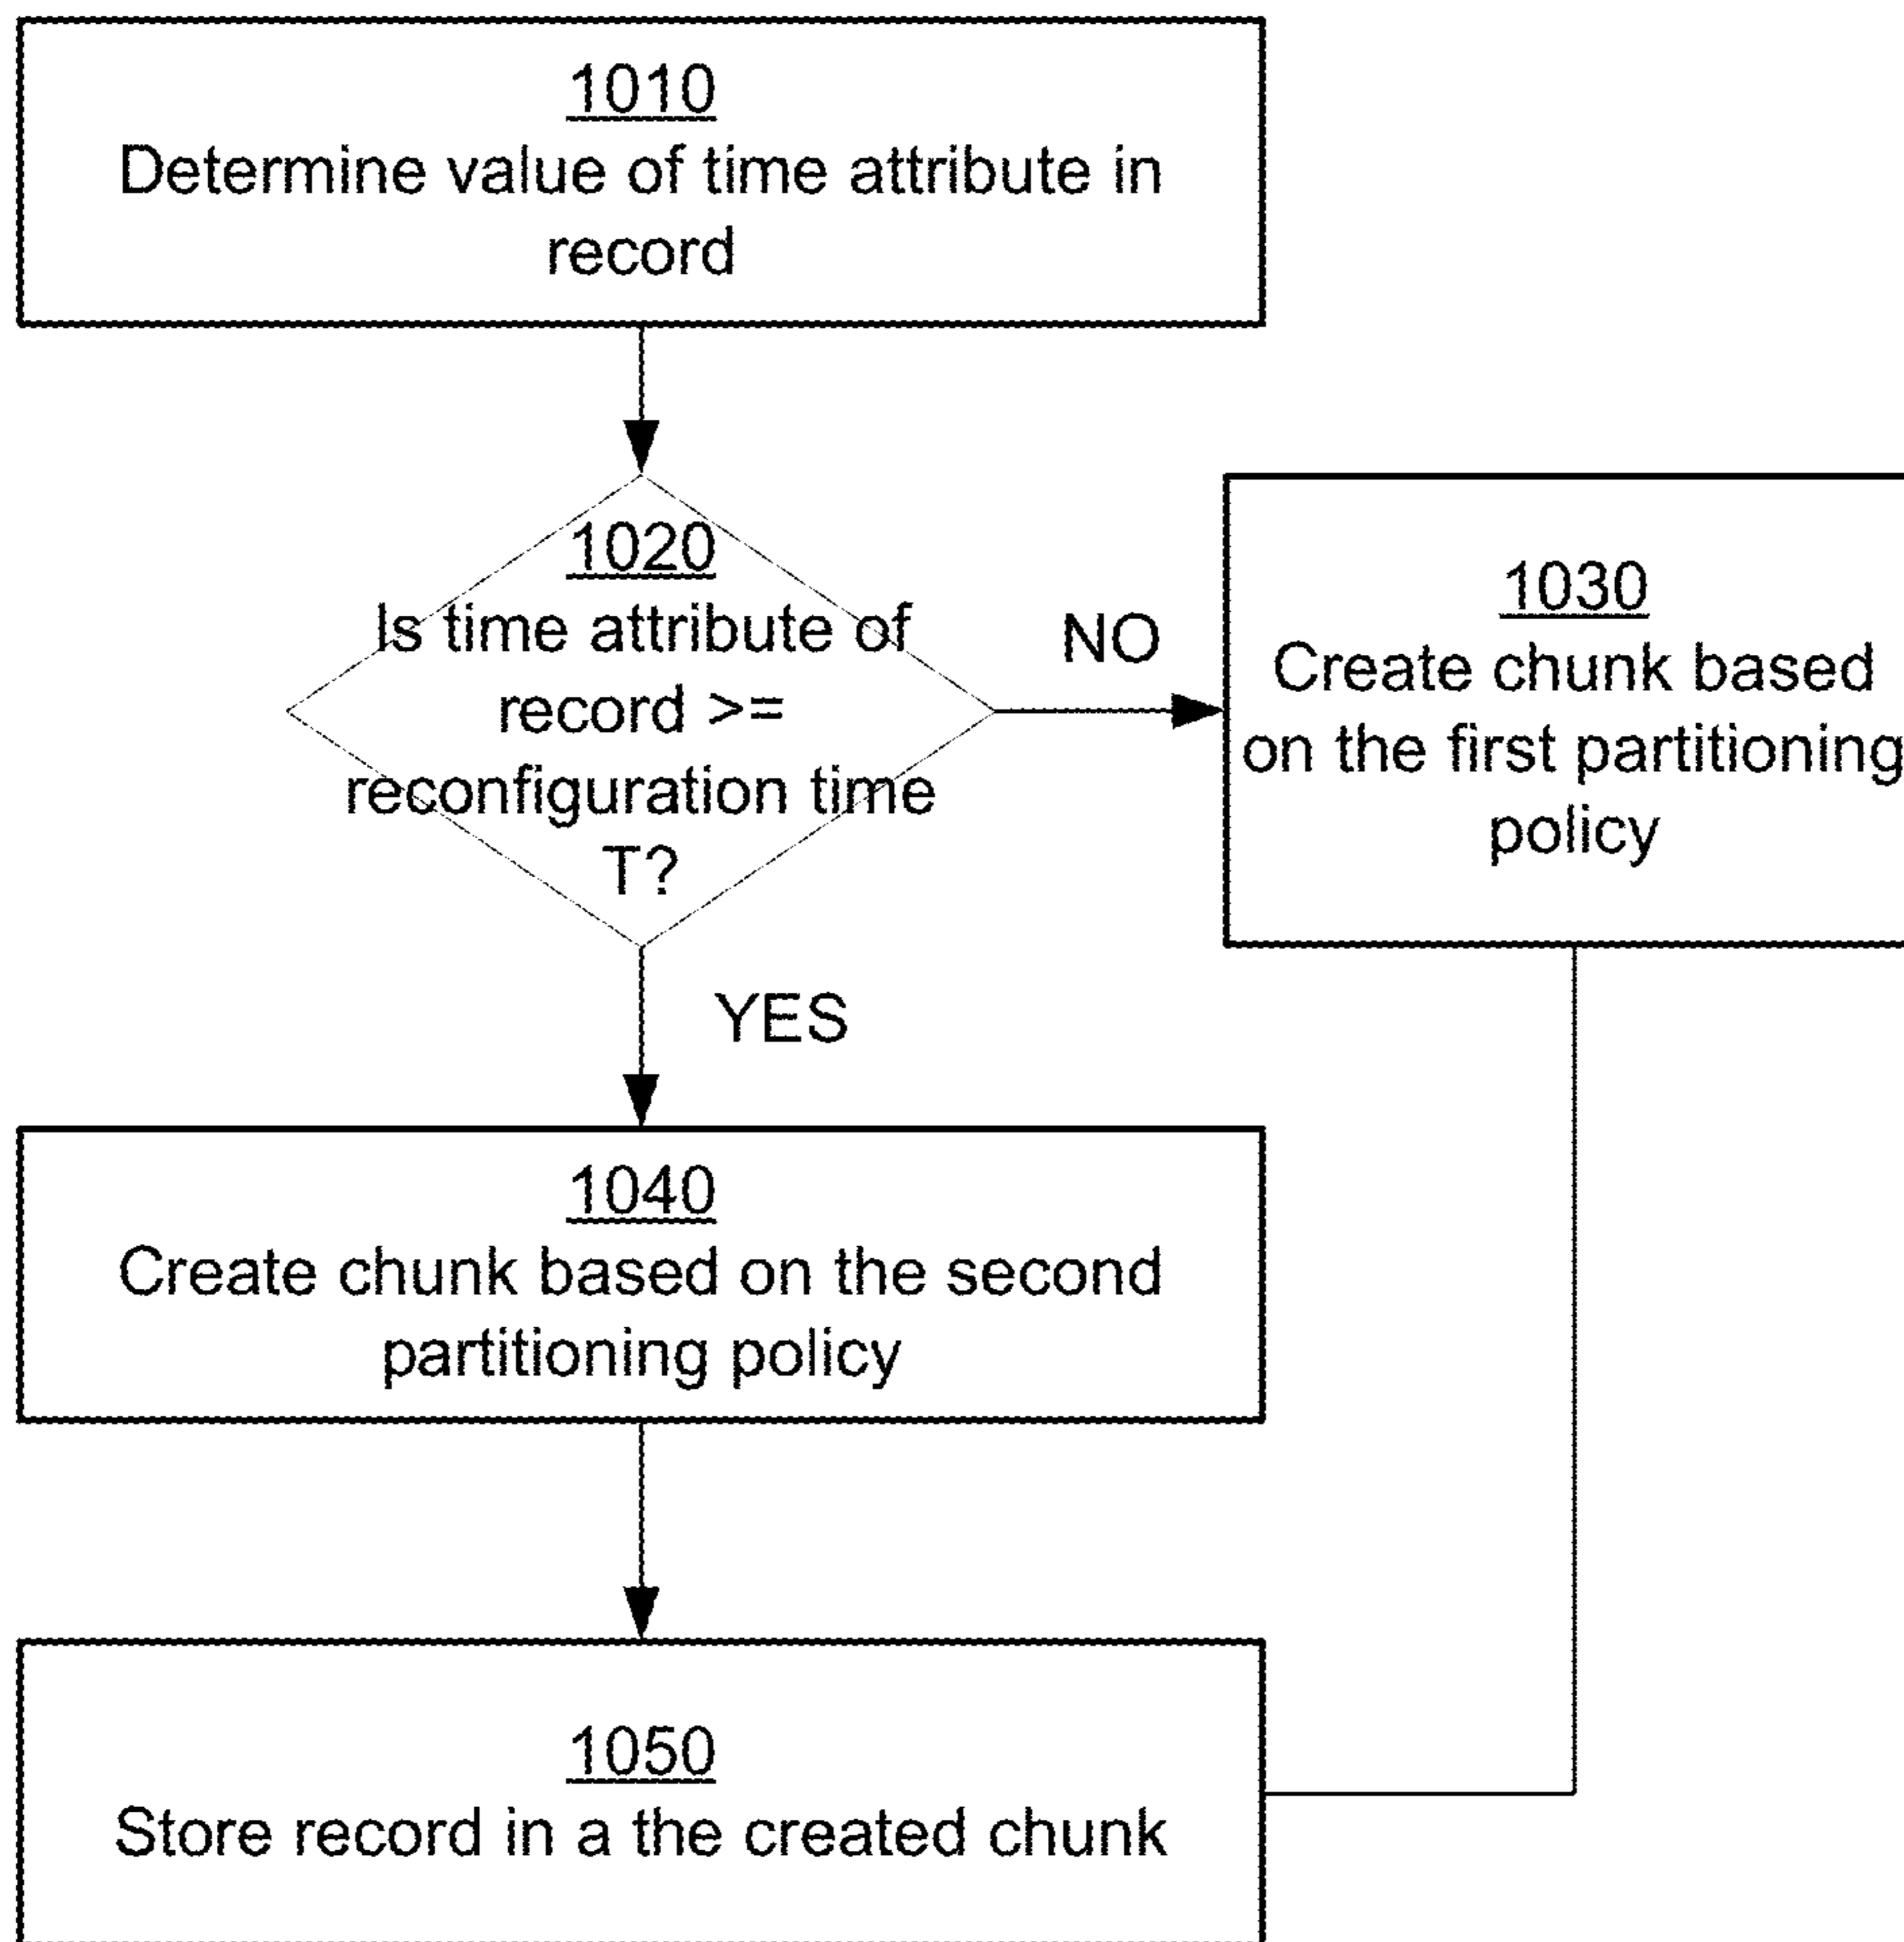 1010
Determine value of time attribute in
record
1020
Is time attribute of
record >=
reconfiguration time
T?
NO
1030
Create chunk based
on the first partitioning
policy
YES
1040
Create chunk based on the second
partitioning policy
1050
Store record in a the created chunk